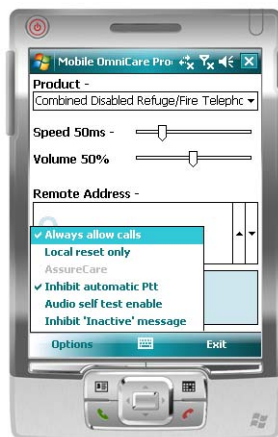 Mobile OmniCare Pro
Product -
Combined Disabled Refuge/Fire Telephc
Speed 50ms -
Volume 50%
Remote Address -
Always allow calls
Local reset only
AssureCare
Inhibit automatic Ptt
Audio self test enable
Inhibit 'Inactive' message
Options Exit